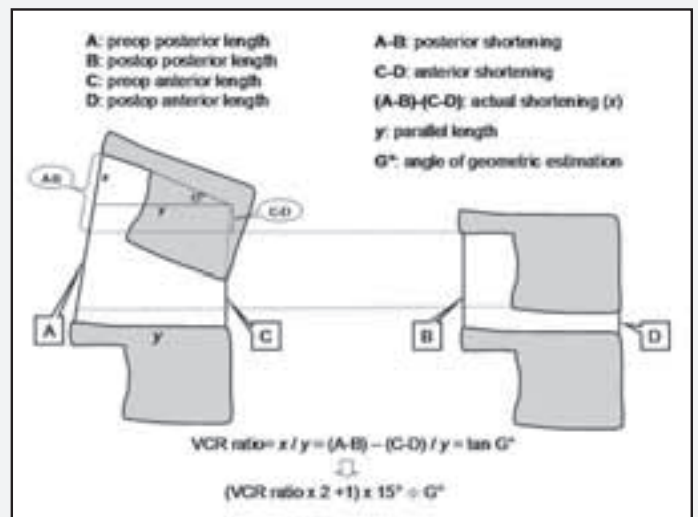 A: preop posterior length
B: postop posterior length
C: preop anterior length
D: postop anterior length
A-B: posterior shortening
C-D: anterior shortening
(A-B)-(C-D): actual shortening (x)
y: parallel length
G°: angle of geometric estimation
A-B
x
G°
y
C-D
A
y
C
B
D
VCR ratio= x / y = (A-B) – (C-D) / y = tan G°
(VCR ratio x 2 +1) x 15° ÷ G°